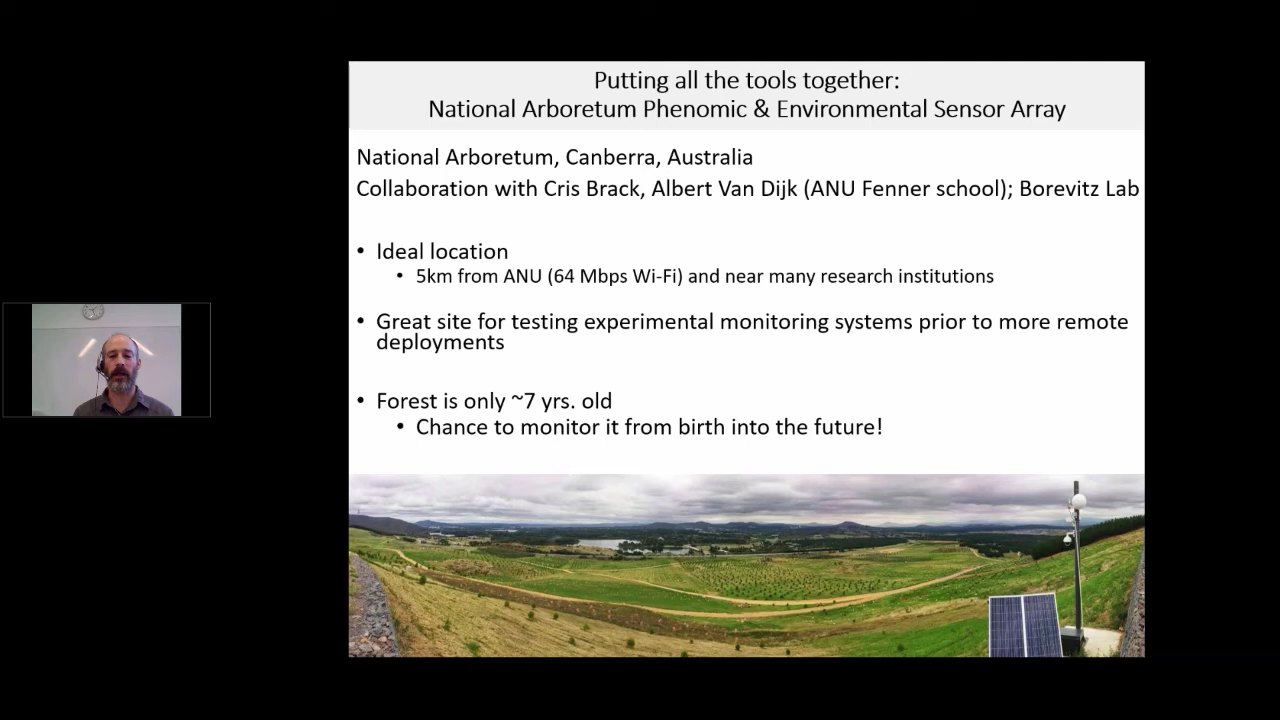 Putting all the tools together:
National Arboretum Phenomic & Environmental Sensor Array
National Arboretum, Canberra, Australia
Collaboration with Cris Brack, Albert Van Dijk (ANU Fenner school); Borevitz Lab
• Ideal location
• 5km from ANU (64 Mbps Wi-Fi) and near many research institutions
• Great site for testing experimental monitoring systems prior to more remote
deployments
• Forest is only ~7 yrs. old
• Chance to monitor it from birth into the future!